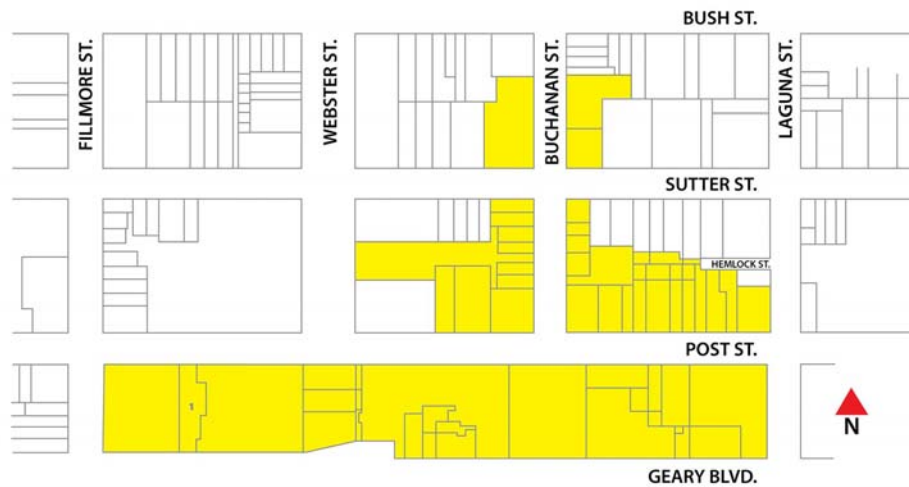 BUSH ST.
FILLMORE ST.
WEBSTER ST.
BUCHANAN ST.
LAGUNA ST.
SUTTER ST.
HEMLOCK ST.
POST ST.
1
N
GEARY BLVD.